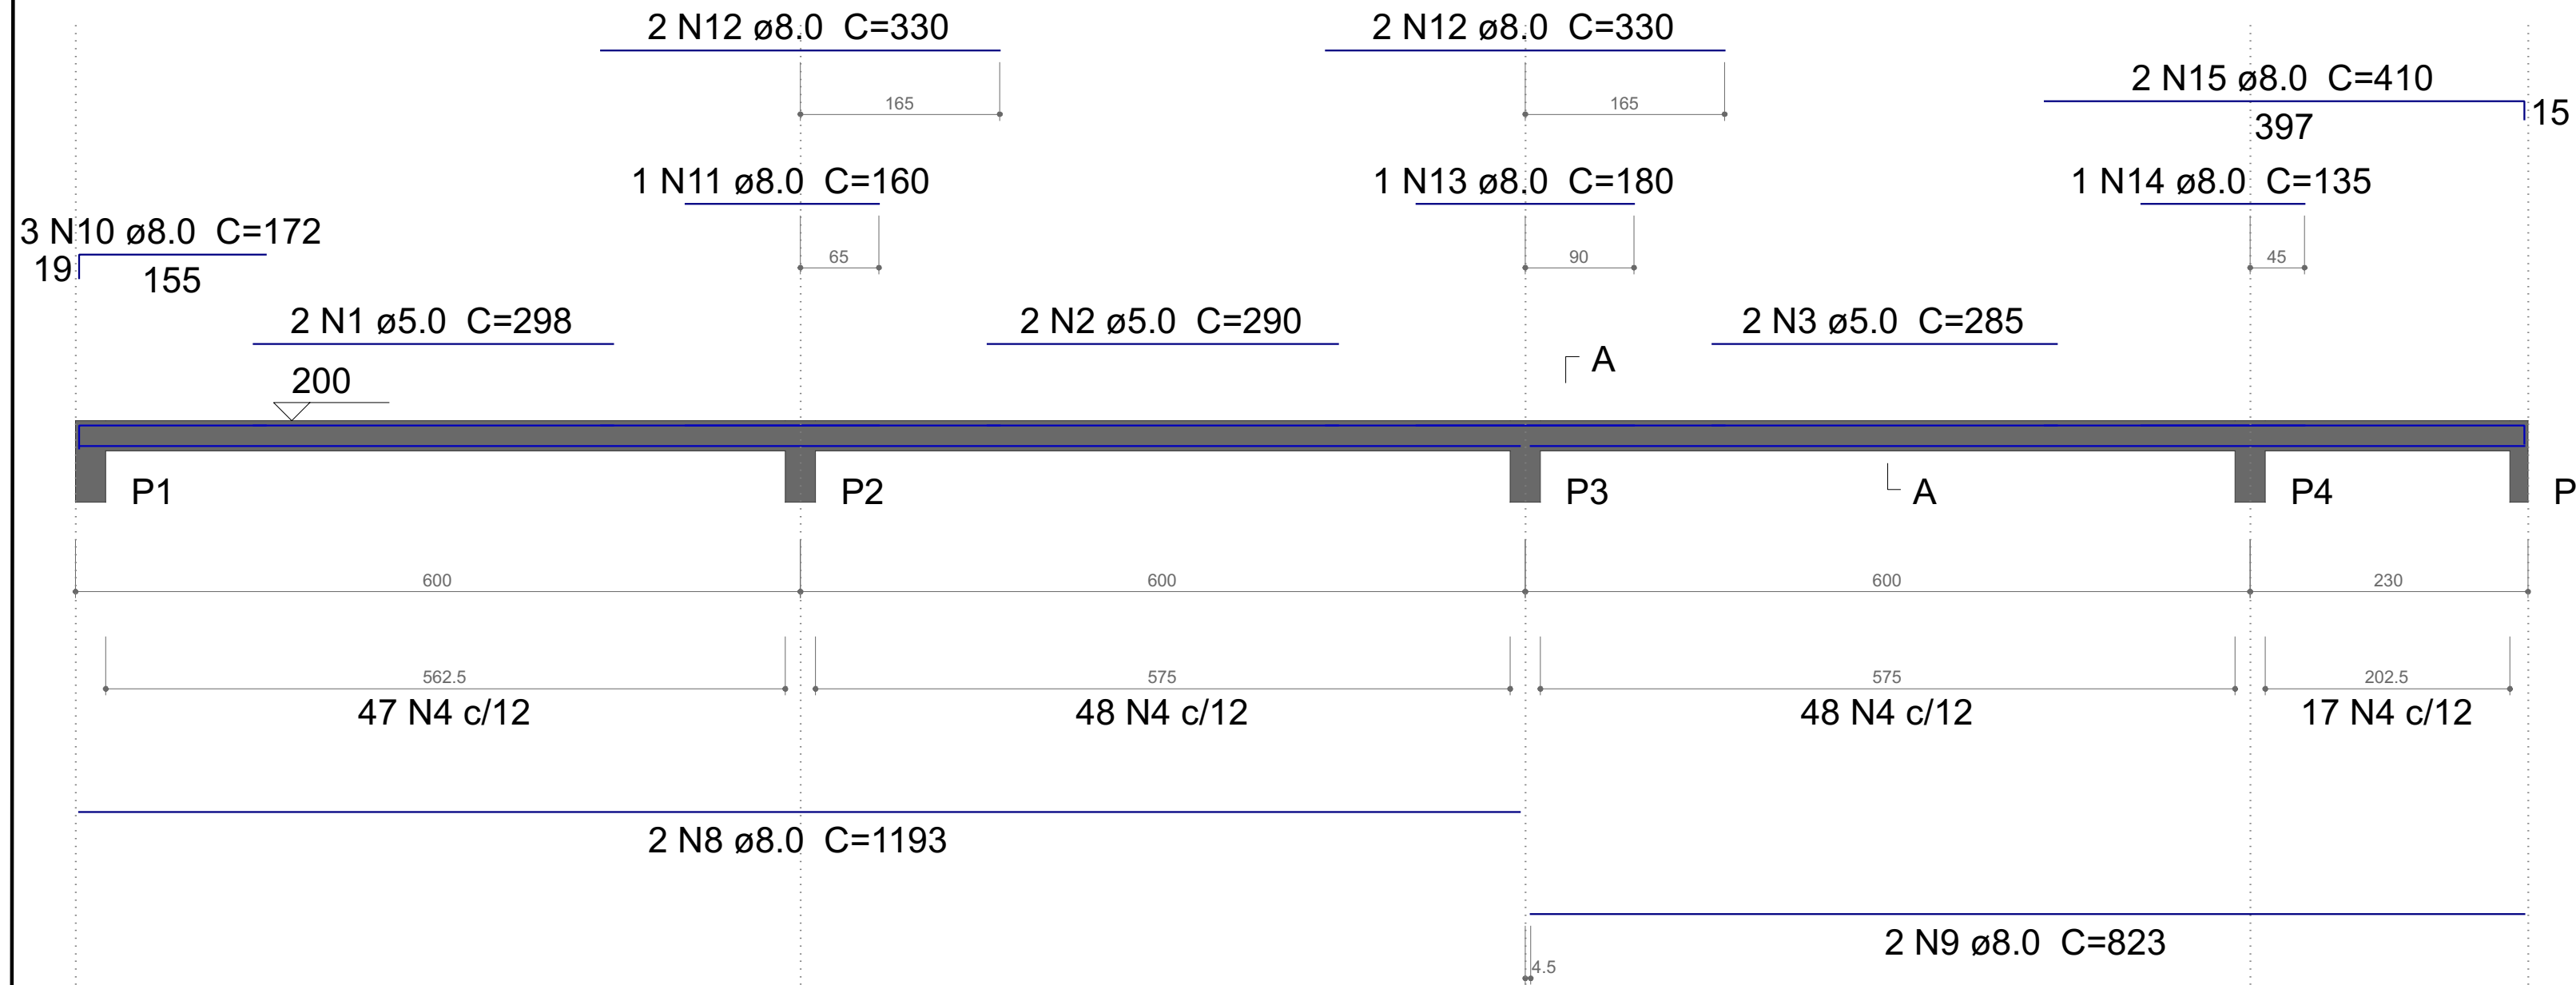 2 N12 ø8.0 C=330
2 N12 ø8.0 C=330
165
165
2 N15 ø8.0 C=410
15
397
1 N11 ø8.0 C=160
1 N13 ø8.0 C=180
1 N14 ø8.0 C=135
3 N10 ø8.0 C=172
19
155
65
90
45
2 N1 ø5.0 C=298
2 N2 ø5.0 C=290
2 N3 ø5.0 C=285
A
200
P1
P2
P3
A
P4
P
600
600
600
230
562.5
575
575
202.5
47 N4 c/12
48 N4 c/12
48 N4 c/12
17 N4 c/12
2 N8 ø8.0 C=1193
2 N9 ø8.0 C=823
4.5